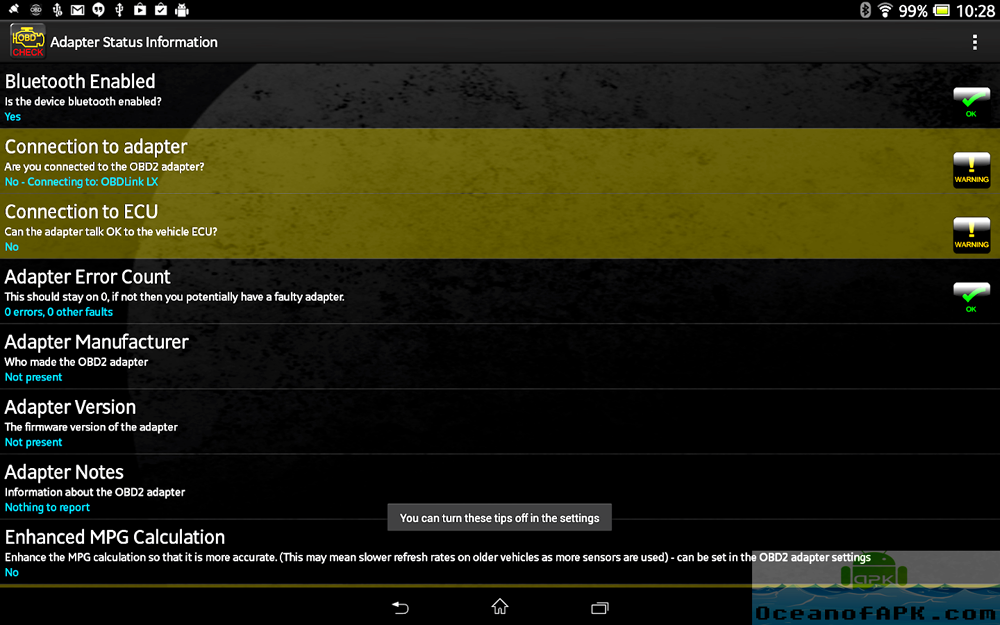 99% 10:28
OBD
CHECK
Adapter Status Information
Bluetooth Enabled
Is the device bluetooth enabled?
Yes
OK
Connection to adapter
Are you connected to the OBD2 adapter?
No - Connecting to: OBDLink LX
WARNING
Connection to ECU
Can the adapter talk OK to the vehicle ECU?
No
WARNING
Adapter Error Count
This should stay on 0, if not then you potentially have a faulty adapter.
0 errors, 0 other faults
OK
Adapter Manufacturer
Who made the OBD2 adapter
Not present
Adapter Version
The firmware version of the adapter
Not present
Adapter Notes
Information about the OBD2 adapter
Nothing to report
You can turn these tips off in the settings
Enhanced MPG Calculation
Enhance the MPG calculation so that it is more accurate. (This may mean slower refresh rates on older vehicles as more sensors are used) - can be set in the OBD2 adapter settings
No
APK
OceanofAPK.com